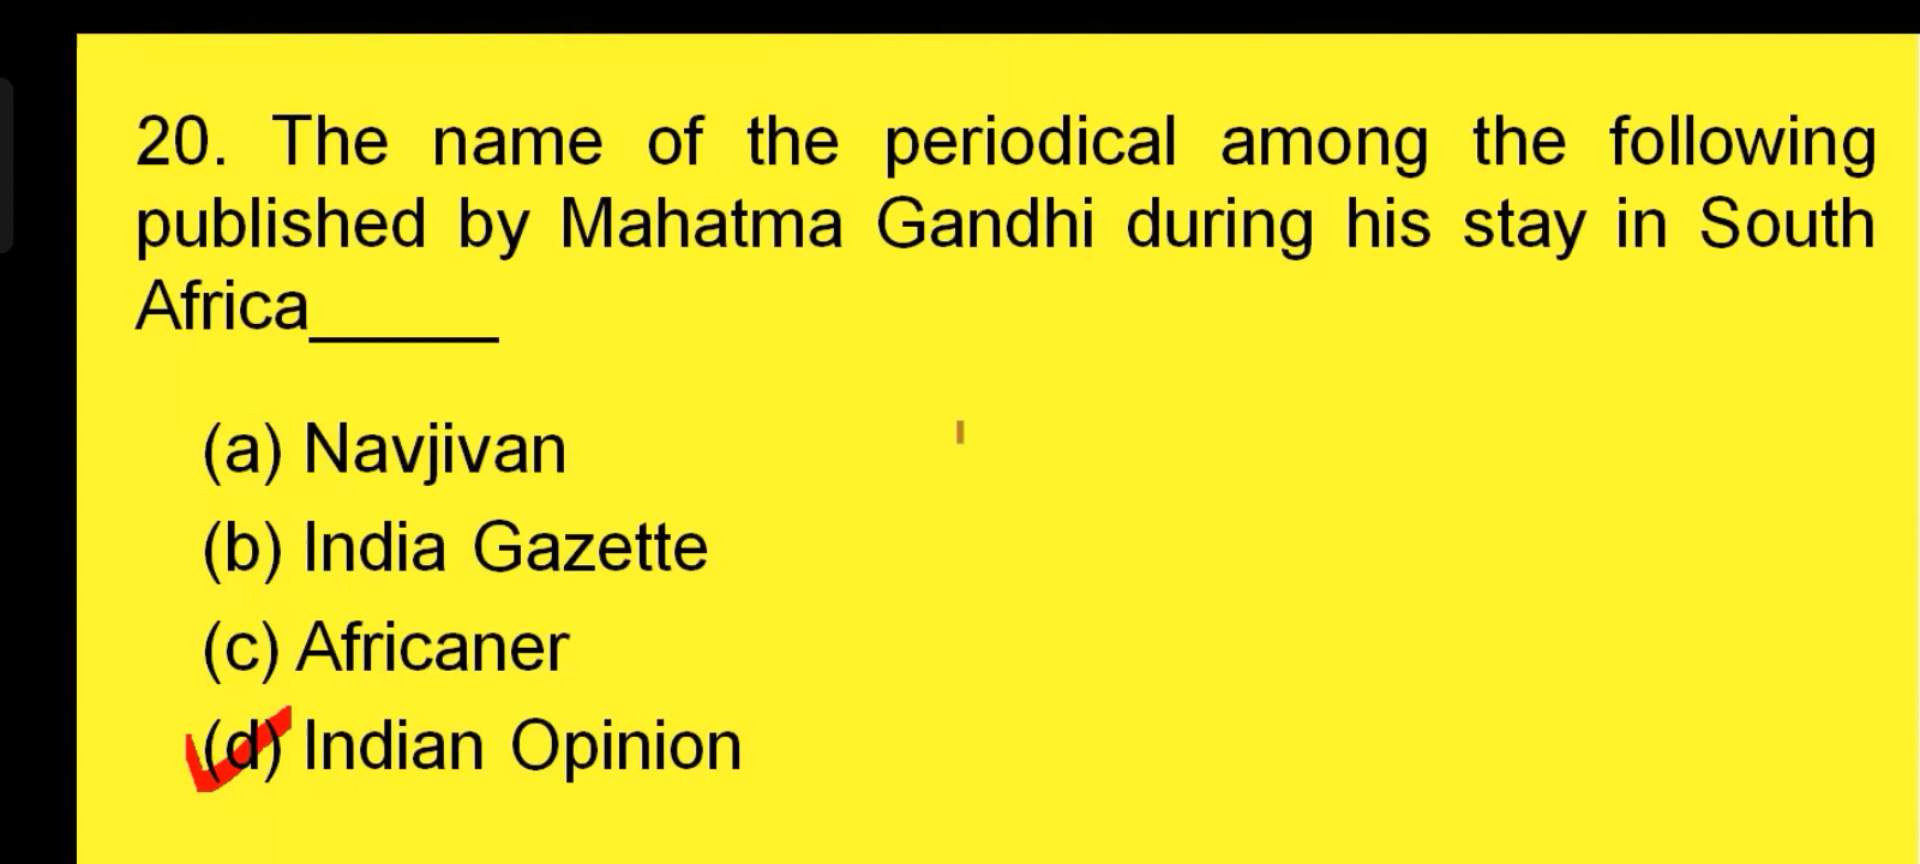 20. The name of the periodical among the following
published by Mahatma Gandhi during his stay in South
Africa_____
(a) Navjivan
(b) India Gazette
(c) Africaner
(d) Indian Opinion